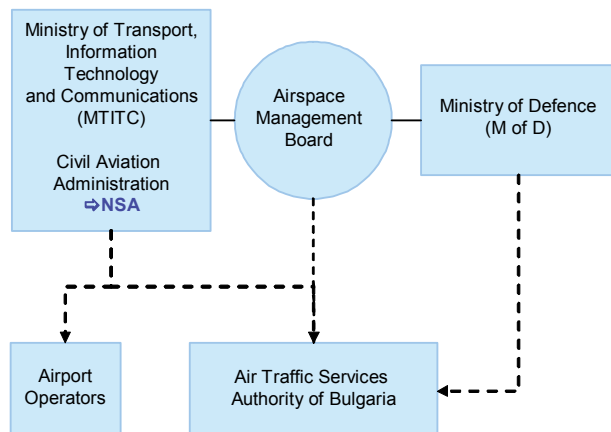 Ministry of Transport,
Information
Technology
and Communications
(MTITC)
Civil Aviation
Administration
⇨NSA
Airspace
Management
Board
Ministry of Defence
(M of D)
Airport
Operators
Air Traffic Services
Authority of Bulgaria